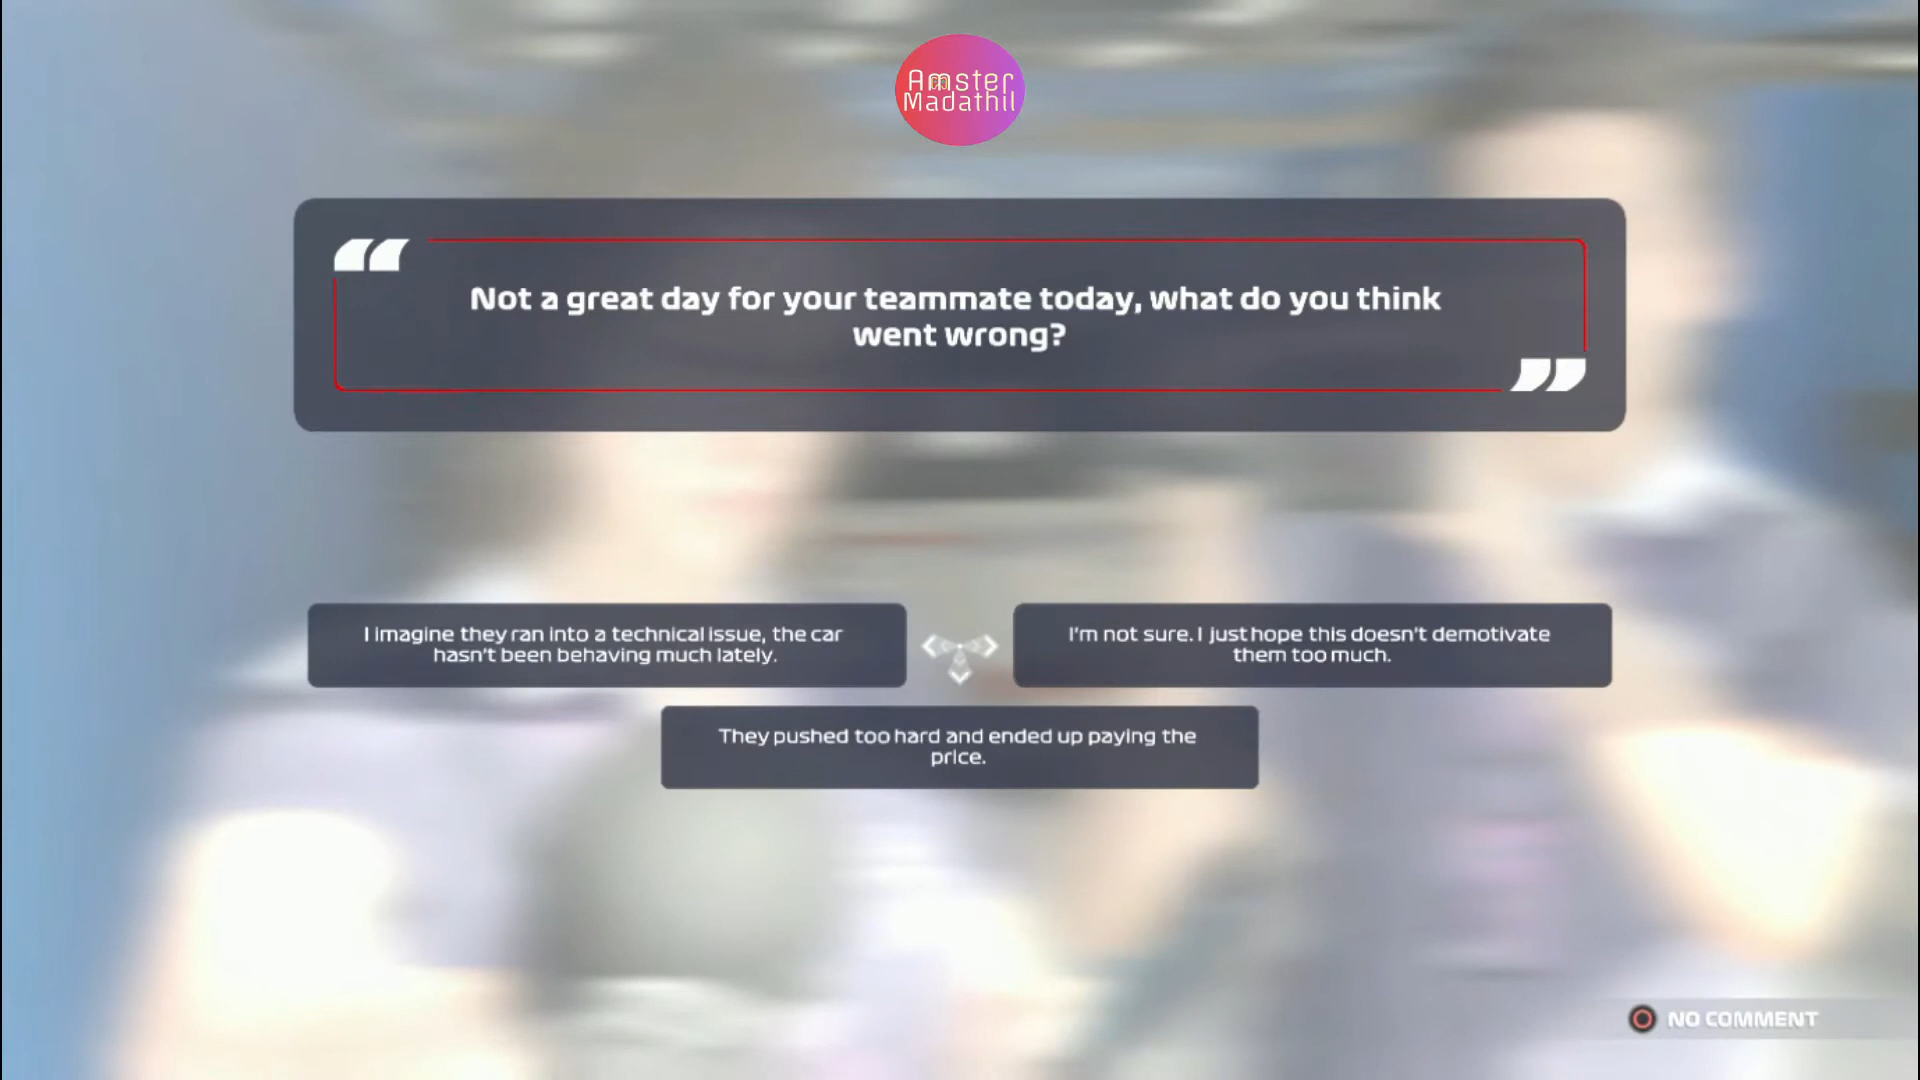 Amster
Madathil
Not a great day for your teammate today, what do you think
went wrong?
I imagine they ran into a technical issue, the car
hasn't been behaving much lately.
I'm not sure. I just hope this doesn't demotivate
them too much.
They pushed too hard and ended up paying the
price.
NO COMMENT